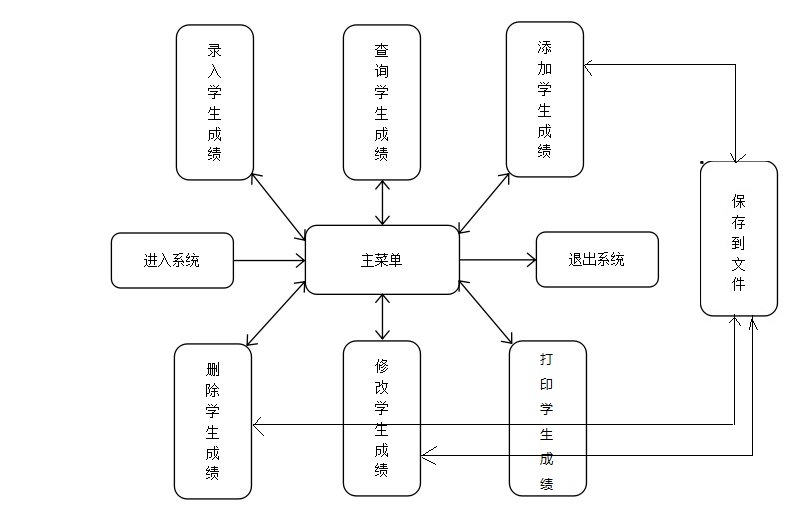 录入学生成绩
查询学生成绩
添加学生成绩
保存到文件
进入系统
主菜单
退出系统
删除学生成绩
修改学生成绩
打印学生成绩